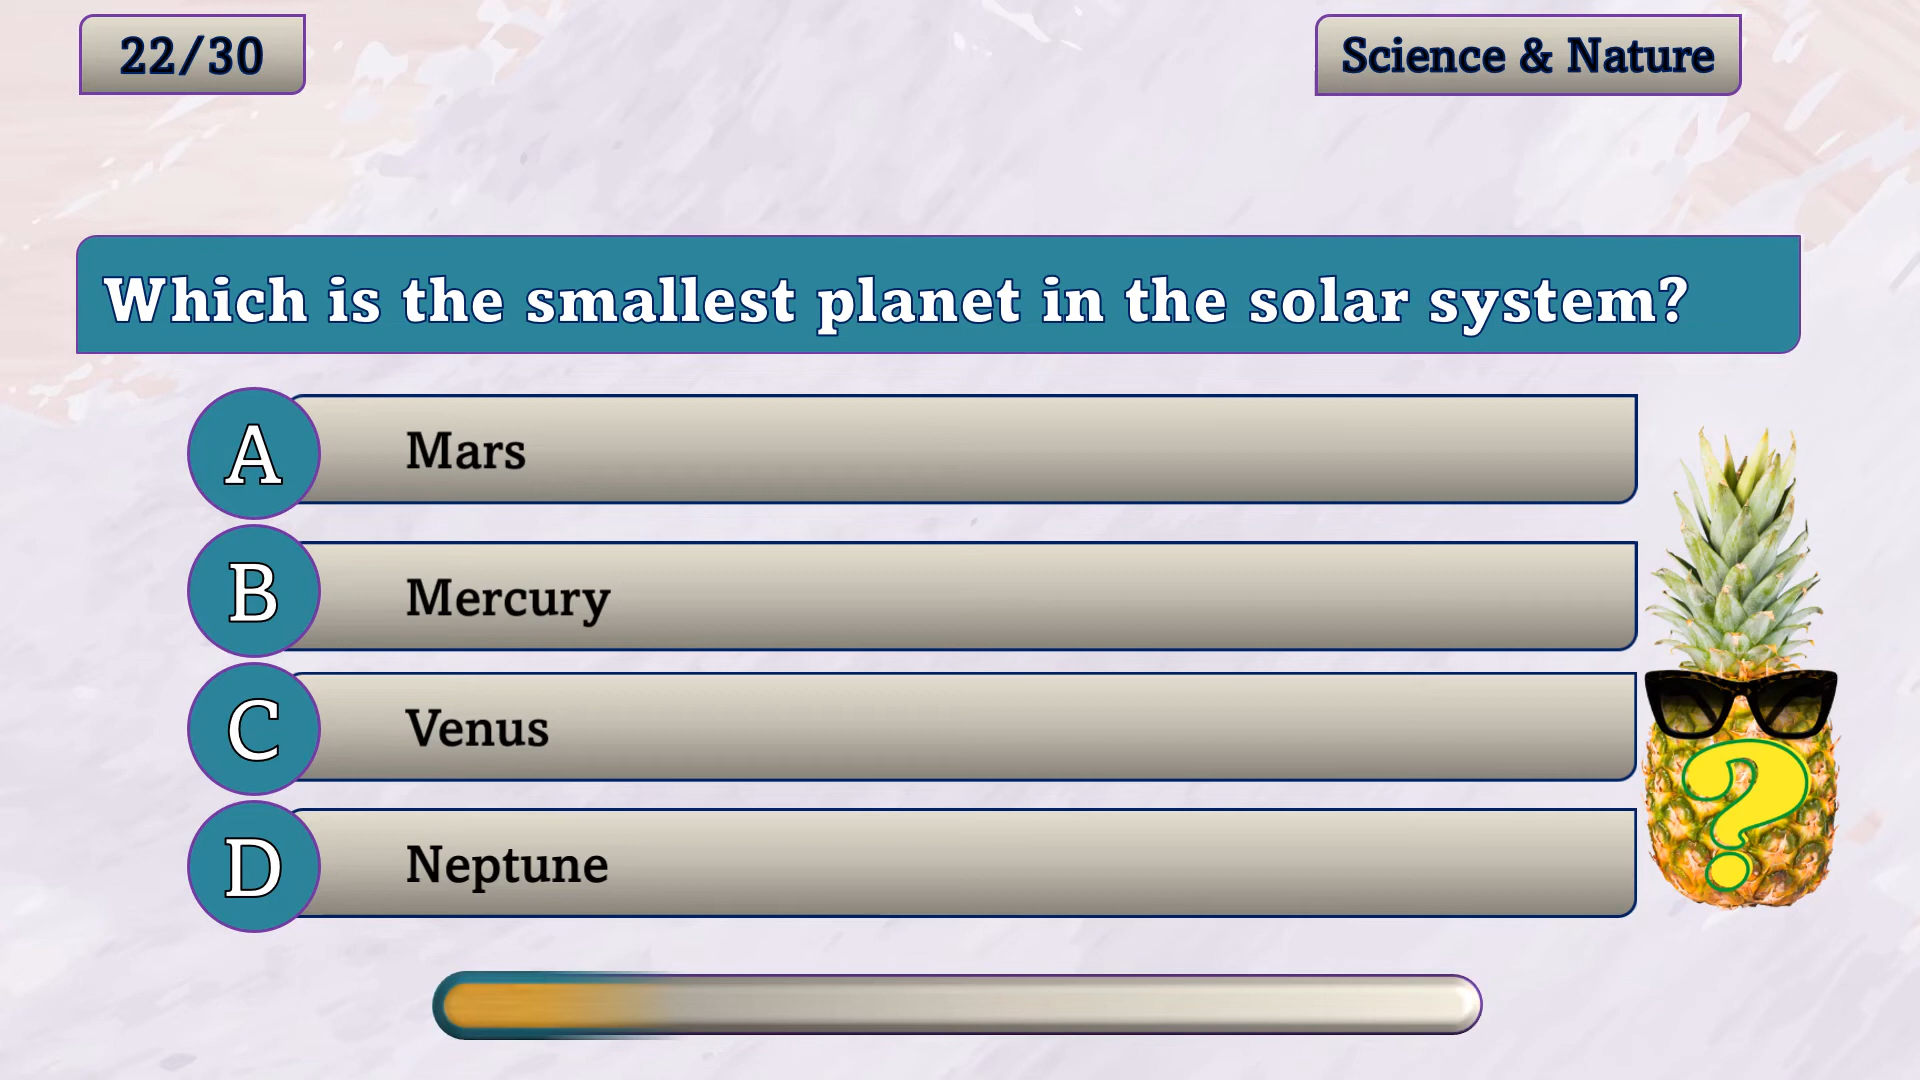 22/30
Science & Nature
Which is the smallest planet in the solar system?
A Mars
B Mercury
C Venus
D Neptune
?